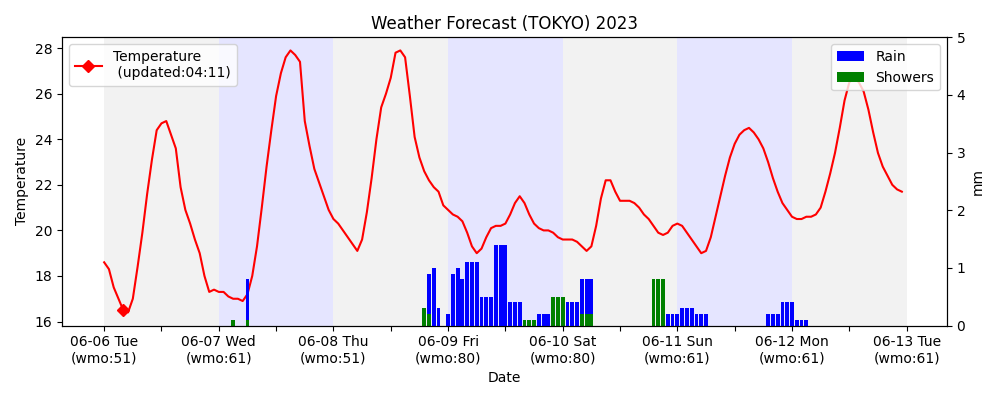 Weather Forecast (TOKYO) 2023
Temperature
(updated:04:11)
Rain
Showers
28
26
24
22
20
18
16
Temperature
5
4
3
2
1
0
mm
06-06 Tue
(wmo:51)
06-07 Wed
(wmo:61)
06-08 Thu
(wmo:51)
06-09 Fri
(wmo:80)
06-10 Sat
(wmo:80)
06-11 Sun
(wmo:61)
06-12 Mon
(wmo:61)
06-13 Tue
(wmo:61)
Date